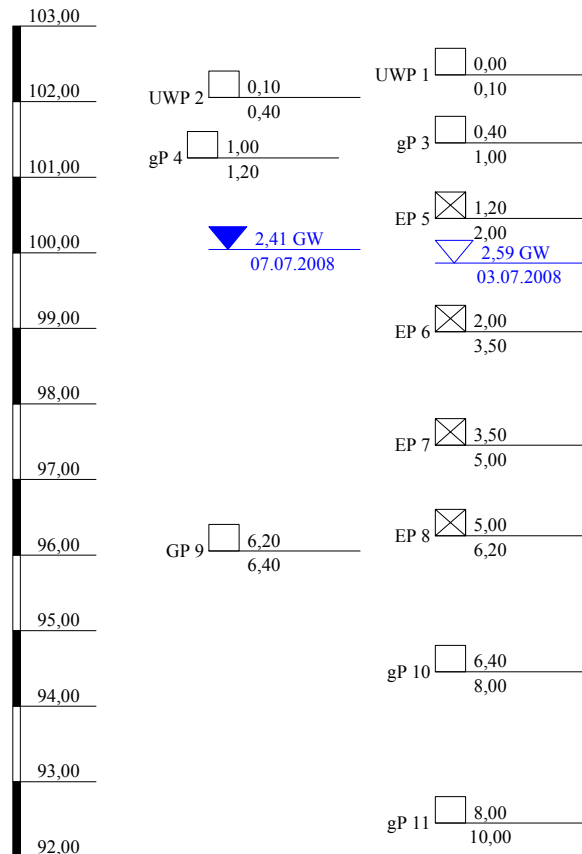 103,00
UWP 1 0,00
0,10
102,00
UWP 2 0,10
0,40
gP 3 0,40
1,00
gP 4 1,00
1,20
101,00
EP 5 1,20
2,00
100,00
2,41 GW
07.07.2008
2,59 GW
03.07.2008
99,00
EP 6 2,00
3,50
98,00
EP 7 3,50
5,00
97,00
EP 8 5,00
6,20
GP 9 6,20
6,40
96,00
95,00
gP 10 6,40
8,00
94,00
93,00
gP 11 8,00
10,00
92,00